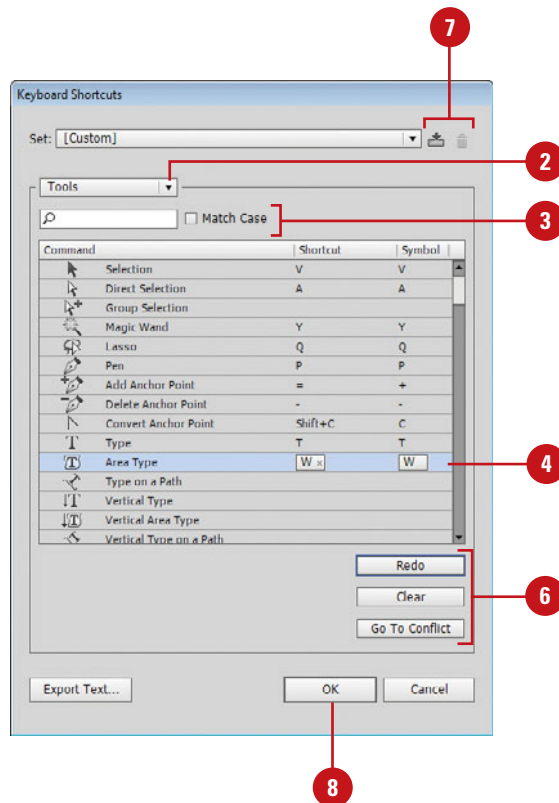 7
Keyboard Shortcuts
Set: [Custom]
2
Tools
Match Case
3
Command Shortcut Symbol
Selection V V
Direct Selection A A
Group Selection
Magic Wand Y Y
Lasso Q Q
Pen P P
Add Anchor Point = +
Delete Anchor Point - -
Convert Anchor Point Shift+C C
Type T T
Area Type W × W
4
Type on a Path
Vertical Type
Vertical Area Type
Vertical Type on a Path
Redo
Clear
6
Go To Conflict
Export Text... OK Cancel
8